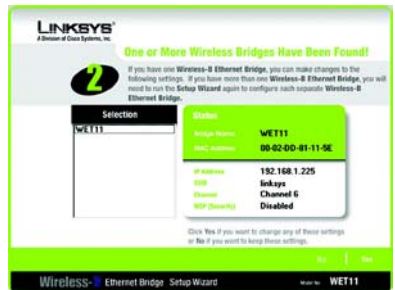 LINKSYS®
A Division of Cisco Systems, Inc.
One or More Wireless Bridges Have Been Found!
2
If you have one Wireless-B Ethernet Bridge, you can make changes to the
following settings. If you have more than one Wireless-B Ethernet Bridge, you will
need to run the Setup Wizard again to configure each separate Wireless-B
Ethernet Bridge.
Selection
WET11
Status
Bridge Name WET11
MAC Address 00-02-DD-81-11-5E
IP Address 192.168.1.225
SSID linksys
Channel Channel 6
WEP (Security) Disabled
Click Yes if you want to change any of these settings
or No if you want to keep these settings.
No Yes
Wireless-B Ethernet Bridge Setup Wizard
Model No. WET11